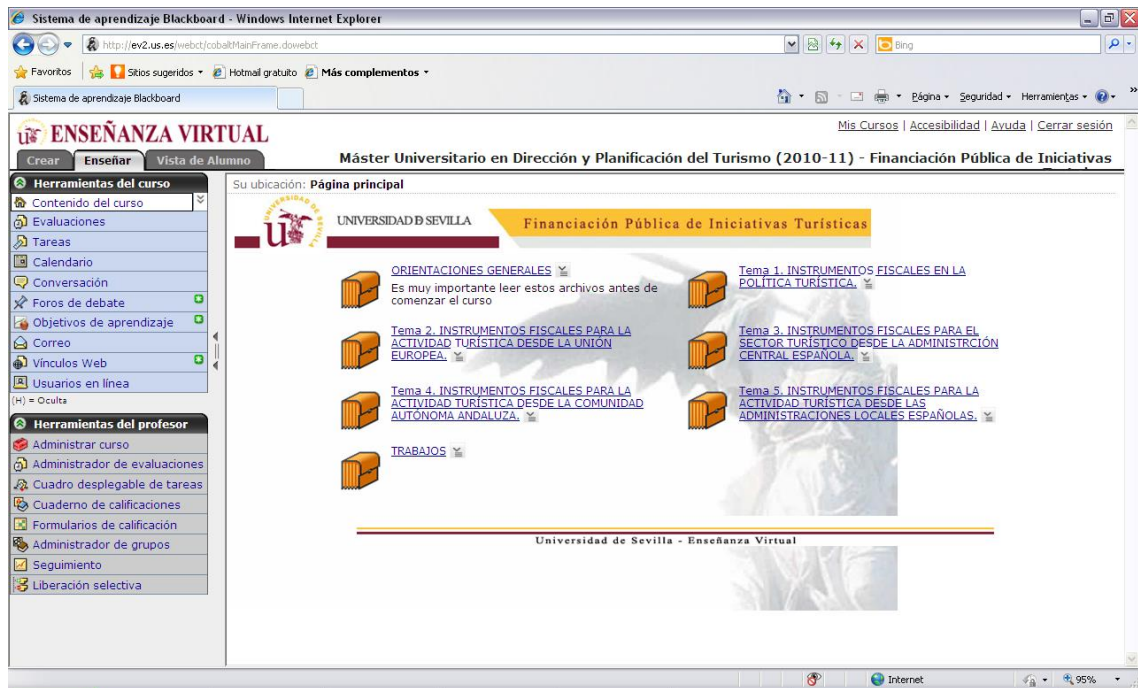 Sistema de aprendizaje Blackboard - Windows Internet Explorer
http://ev2.us.es/webct/cobaltMainFrame.dowebct
Bing
Favoritos
Sitios sugeridos
Hotmail gratuito
Más complementos
Sistema de aprendizaje Blackboard
Página
Seguridad
Herramientas
ENSEÑANZA VIRTUAL
Mis Cursos | Accesibilidad | Ayuda | Cerrar sesión
Crear
Enseñar
Vista de Alumno
Máster Universitario en Dirección y Planificación del Turismo (2010-11) - Financiación Pública de Iniciativas
Herramientas del curso
Contenido del curso
Evaluaciones
Tareas
Calendario
Conversación
Foros de debate
Objetivos de aprendizaje
Correo
Vínculos Web
Usuarios en línea
(H) = Oculta
Herramientas del profesor
Administrar curso
Administrador de evaluaciones
Cuadro desplegable de tareas
Cuaderno de calificaciones
Formularios de calificación
Administrador de grupos
Seguimiento
Liberación selectiva
Su ubicación: Página principal
UNIVERSIDAD DE SEVILLA
Financiación Pública de Iniciativas Turísticas
ORIENTACIONES GENERALES
Es muy importante leer estos archivos antes de
comenzar el curso
Tema 1. INSTRUMENTOS FISCALES EN LA
POLÍTICA TURÍSTICA.
Tema 2. INSTRUMENTOS FISCALES PARA LA
ACTIVIDAD TURÍSTICA DESDE LA UNIÓN
EUROPEA.
Tema 3. INSTRUMENTOS FISCALES PARA EL
SECTOR TURÍSTICO DESDE LA ADMINISTRCIÓN
CENTRAL ESPAÑOLA.
Tema 4. INSTRUMENTOS FISCALES PARA LA
ACTIVIDAD TURÍSTICA DESDE LA COMUNIDAD
AUTÓNOMA ANDALUZA.
Tema 5. INSTRUMENTOS FISCALES PARA LA
ACTIVIDAD TURÍSTICA DESDE LAS
ADMINISTRACIONES LOCALES ESPAÑOLAS.
TRABAJOS
Universidad de Sevilla - Enseñanza Virtual
Internet
95%